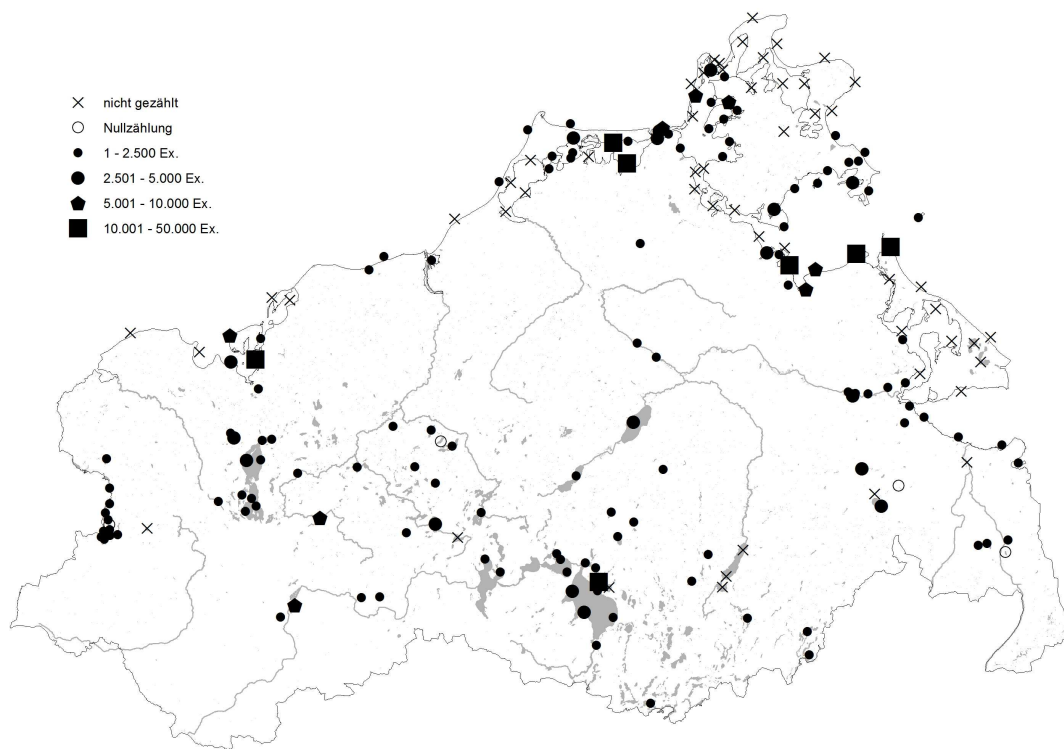 nicht gezählt
Nullzählung
1 - 2.500 Ex.
2.501 - 5.000 Ex.
5.001 - 10.000 Ex.
10.001 - 50.000 Ex.